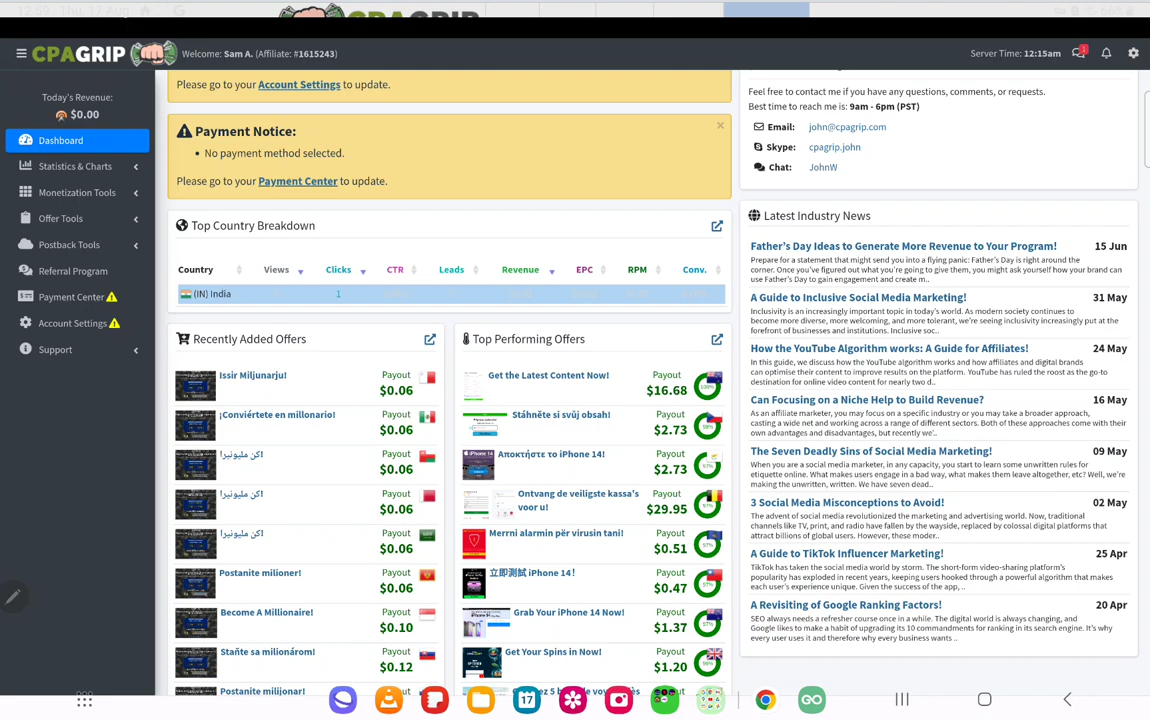 12:59 Thu, 17 Aug
CPAGRIP
CPAGRIP
Welcome: Sam A. (Affiliate: #1615243)
Server Time: 12:15am
1
Today's Revenue:
$0.00
Dashboard
Statistics & Charts
Monetization Tools
Offer Tools
Postback Tools
Referral Program
Payment Center
Account Settings
Support
Please go to your Account Settings to update.
Payment Notice:
• No payment method selected.
Please go to your Payment Center to update.
Top Country Breakdown
Country Views Clicks CTR Leads Revenue EPC RPM Conv.
(IN) India 1
Recently Added Offers
Issir Miljunarju! Payout $0.06
¡Conviértete en millonario! Payout $0.06
اكن مليونيرا! Payout $0.06
اكن مليونيرا! Payout $0.06
اكن مليونيرا! Payout $0.06
Postanite milioner! Payout $0.06
Become A Millionaire! Payout $0.10
Staňte sa milionárom! Payout $0.12
Postanite milijonar! Payout
Top Performing Offers
Get the Latest Content Now! Payout $16.68 100%
Stáhněte si svůj obsah! Payout $2.73 98%
Αποκτήστε το iPhone 14! Payout $2.73 97%
Ontvang de veiligste kassa's
voor u! Payout $29.95 97%
Merrni alarmin për virusin tani! Payout $0.51 97%
立即測試 iPhone 14! Payout $0.47 97%
Grab Your iPhone 14 Now! Payout $1.37 97%
Get Your Spins in Now! Payout $1.20 96%
Payout
Feel free to contact me if you have any questions, comments, or requests.
Best time to reach me is: 9am - 6pm (PST)
Email: john@cpagrip.com
Skype: cpagrip.john
Chat: JohnW
Latest Industry News
Father's Day Ideas to Generate More Revenue to Your Program! 15 Jun
Prepare for a statement that might send you into a flying panic: Father's Day is right around the
corner. Once you've figured out what you're going to give them, you might ask yourself how your brand can
use Father's Day to gain engagement and create m..
A Guide to Inclusive Social Media Marketing! 31 May
Inclusivity is an increasingly important topic in today's world. As modern society continues to
become more diverse, more welcoming, and more tolerant, we're seeing inclusivity increasingly put at the
forefront of businesses and institutions. Inclusive soc..
How the YouTube Algorithm works: A Guide for Affiliates! 24 May
In this guide, we discuss how the YouTube algorithm works and how affiliates and digital brands
can optimise their content to improve results on the platform. YouTube has ruled the roost as the go-to
destination for online video content for nearly two d..
Can Focusing on a Niche Help to Build Revenue? 16 May
As an affiliate marketer, you may focus on a specific industry or you may take a broader approach,
casting a wide net and working across a range of different sectors. Both of these approaches come with their
own advantages and disadvantages, but recently we'..
The Seven Deadly Sins of Social Media Marketing! 09 May
When you are a social media marketer, in any capacity, you start to learn some unwritten rules for
etiquette online. What makes users engage in a bad way, what makes them leave altogether, etc? Well, we're
making the unwritten, written. We have seven dead..
3 Social Media Misconceptions to Avoid! 02 May
The advent of social media revolutionized the marketing and advertising world. Now, traditional
channels like TV, print, and radio have fallen by the wayside, replaced by colossal digital platforms that
attract billions of global users. However, these moder..
A Guide to TikTok Influencer Marketing! 25 Apr
TikTok has taken the social media world by storm. The short-form video-sharing platform's
popularity has exploded in recent years, keeping users hooked through a powerful algorithm that makes
each user's experience unique. Given the success of the app, ..
A Revisiting of Google Ranking Factors! 20 Apr
SEO always needs a refresher course once in a while. The digital world is always changing, and
Google likes to make a habit of upgrading its 10 commandments for ranking in its search engine. It's why
every user uses it and therefore why every business wants ..
17